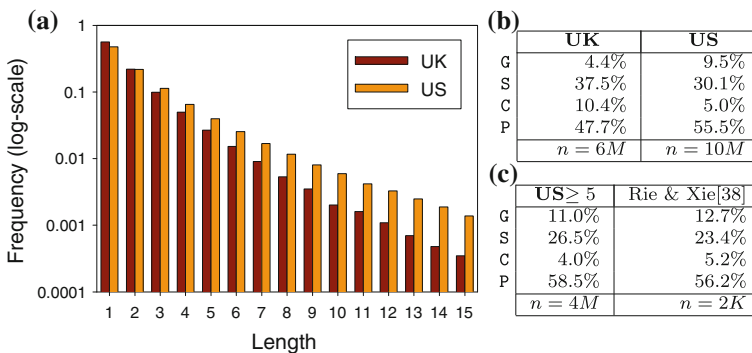 (a)
1
0.1
0.01
0.001
0.0001
Frequency (log-scale)
UK
US
1 2 3 4 5 6 7 8 9 10 11 12 13 14 15
Length
(b)
UK US
G 4.4% 9.5%
S 37.5% 30.1%
C 10.4% 5.0%
P 47.7% 55.5%
n = 6M n = 10M
(c)
US≥ 5 Rie & Xie[38]
G 11.0% 12.7%
S 26.5% 23.4%
C 4.0% 5.2%
P 58.5% 56.2%
n = 4M n = 2K